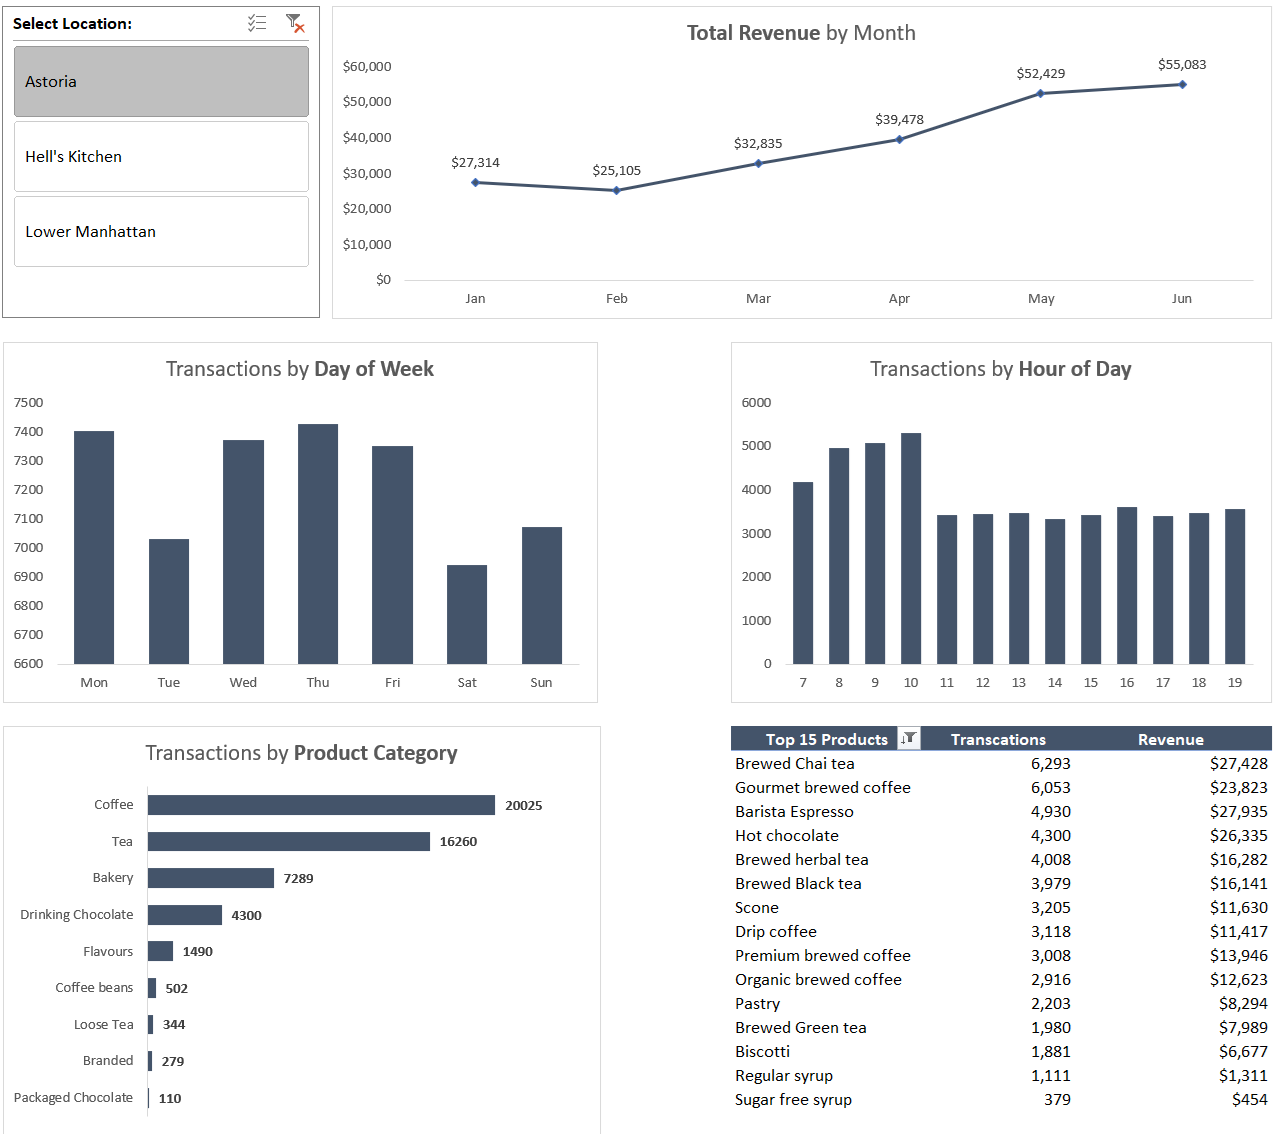 Select Location:
Astoria
Hell's Kitchen
Lower Manhattan
Total Revenue by Month
$60,000
$50,000
$40,000
$30,000
$20,000
$10,000
$0
$27,314
$25,105
$32,835
$39,478
$52,429
$55,083
Jan Feb Mar Apr May Jun
Transactions by Day of Week
7500
7400
7300
7200
7100
7000
6900
6800
6700
6600
Mon Tue Wed Thu Fri Sat Sun
Transactions by Hour of Day
6000
5000
4000
3000
2000
1000
0
7 8 9 10 11 12 13 14 15 16 17 18 19
Transactions by Product Category
Coffee 20025
Tea 16260
Bakery 7289
Drinking Chocolate 4300
Flavours 1490
Coffee beans 502
Loose Tea 344
Branded 279
Packaged Chocolate 110
Top 15 Products Transcations Revenue
Brewed Chai tea 6,293 $27,428
Gourmet brewed coffee 6,053 $23,823
Barista Espresso 4,930 $27,935
Hot chocolate 4,300 $26,335
Brewed herbal tea 4,008 $16,282
Brewed Black tea 3,979 $16,141
Scone 3,205 $11,630
Drip coffee 3,118 $11,417
Premium brewed coffee 3,008 $13,946
Organic brewed coffee 2,916 $12,623
Pastry 2,203 $8,294
Brewed Green tea 1,980 $7,989
Biscotti 1,881 $6,677
Regular syrup 1,111 $1,311
Sugar free syrup 379 $454